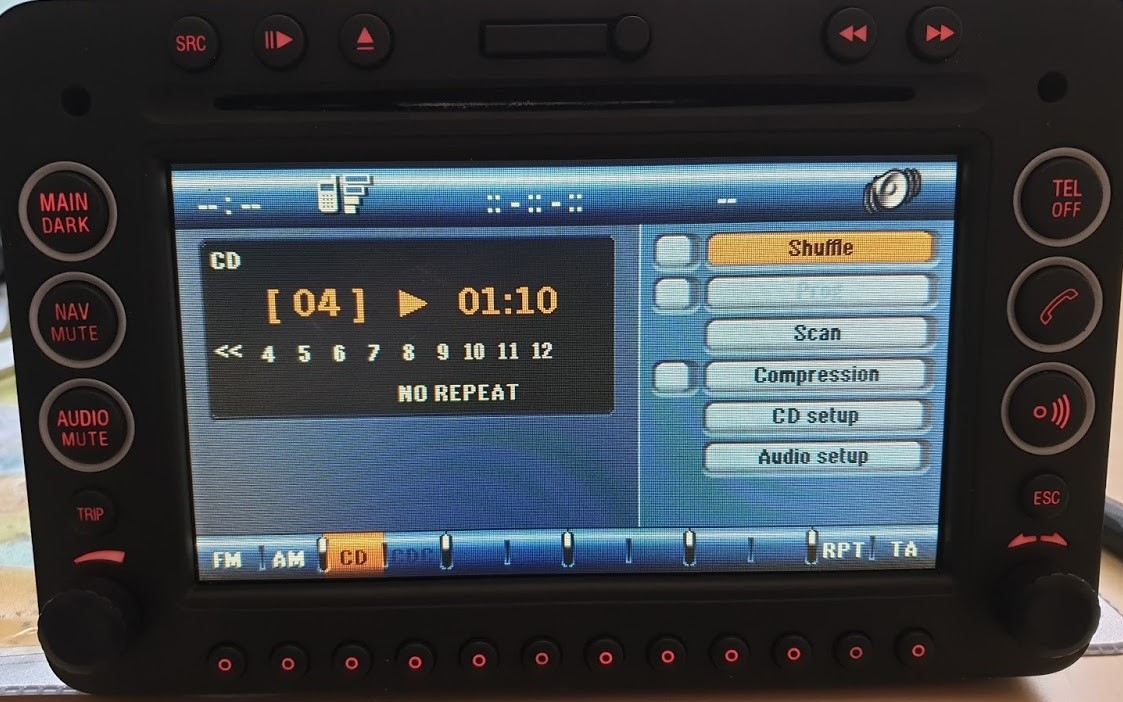 SRC
MAIN
DARK
NAV
MUTE
AUDIO
MUTE
TRIP
TEL
OFF
ESC
--:-- ::-::-:: --
CD
[ 04 ] ▶ 01:10
<< 4 5 6 7 8 9 10 11 12
NO REPEAT
Shuffle
Prog
Scan
Compression
CD setup
Audio setup
FM AM CD CDC RPT TA